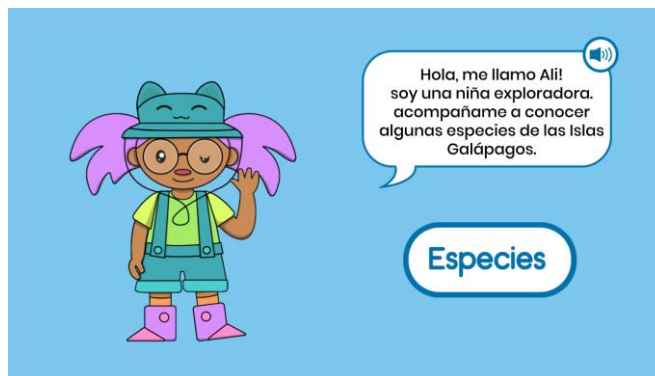 Hola, me llamo Ali!
soy una niña exploradora.
acompañame a conocer
algunas especies de las Islas
Galápagos.
Especies